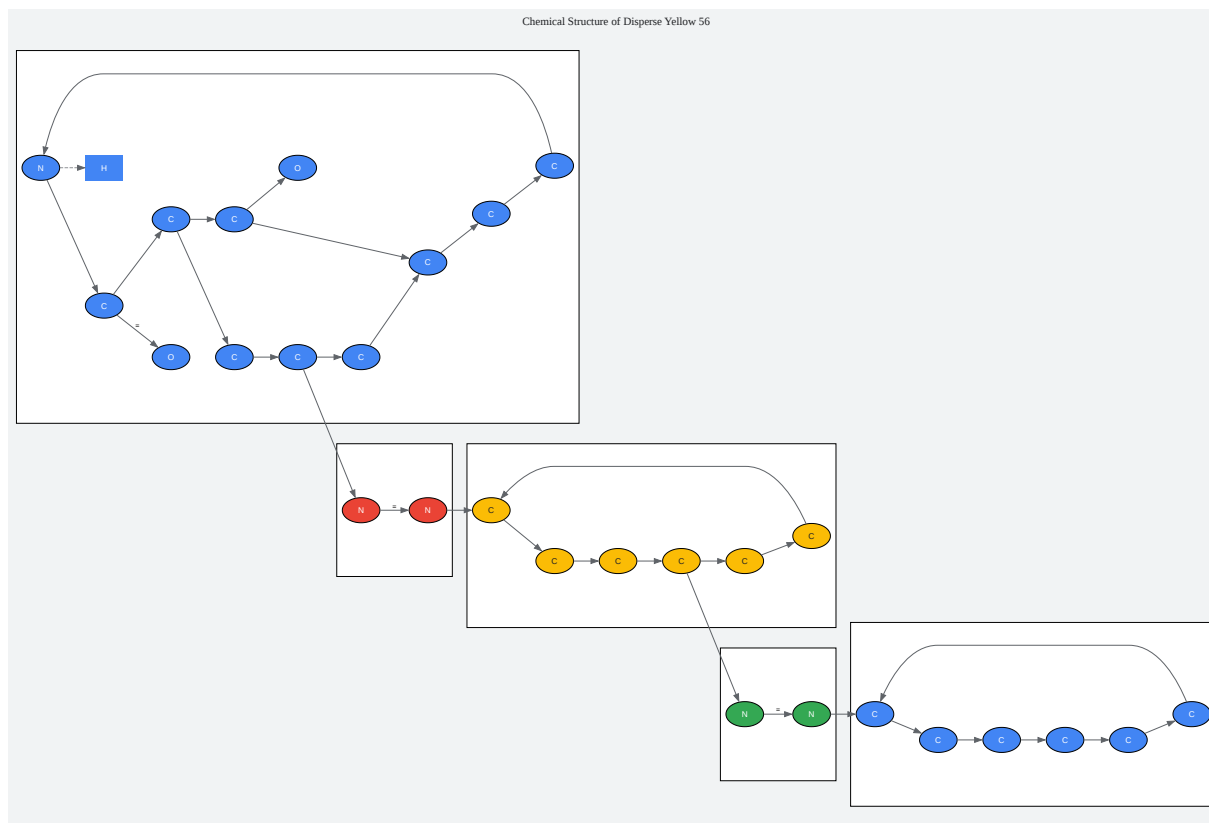 Chemical Structure of Disperse Yellow 56
N H O C
C C C
C
C =
O C C C
N = N C
C C C C C
N = N C C
C C C C